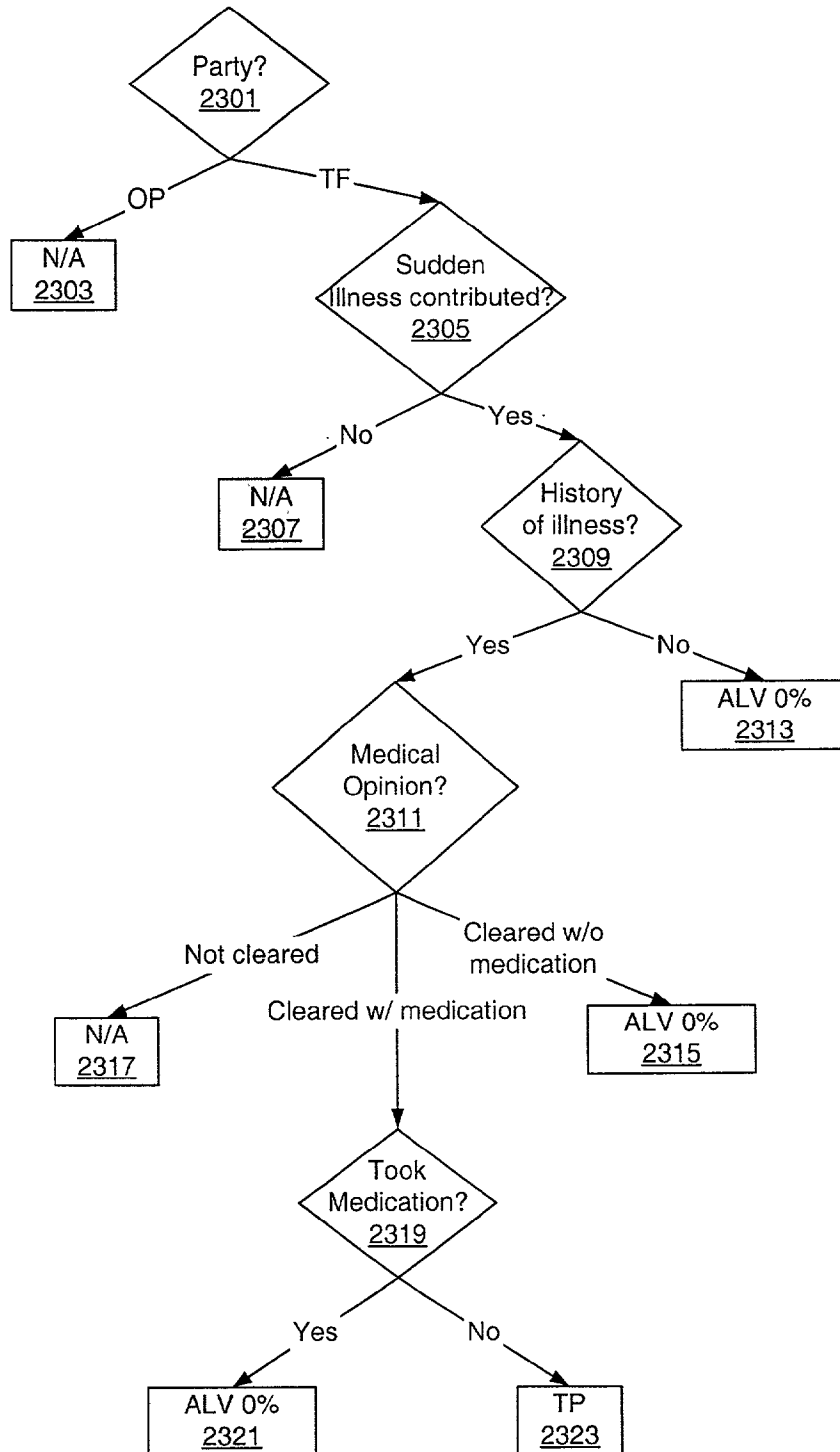 Party?
2301
OP
TF
N/A
2303
Sudden
illness contributed?
2305
No
Yes
N/A
2307
History
of illness?
2309
Yes
No
ALV 0%
2313
Medical
Opinion?
2311
Not cleared
Cleared w/ medication
Cleared w/o
medication
N/A
2317
ALV 0%
2315
Took
Medication?
2319
Yes
No
ALV 0%
2321
TP
2323